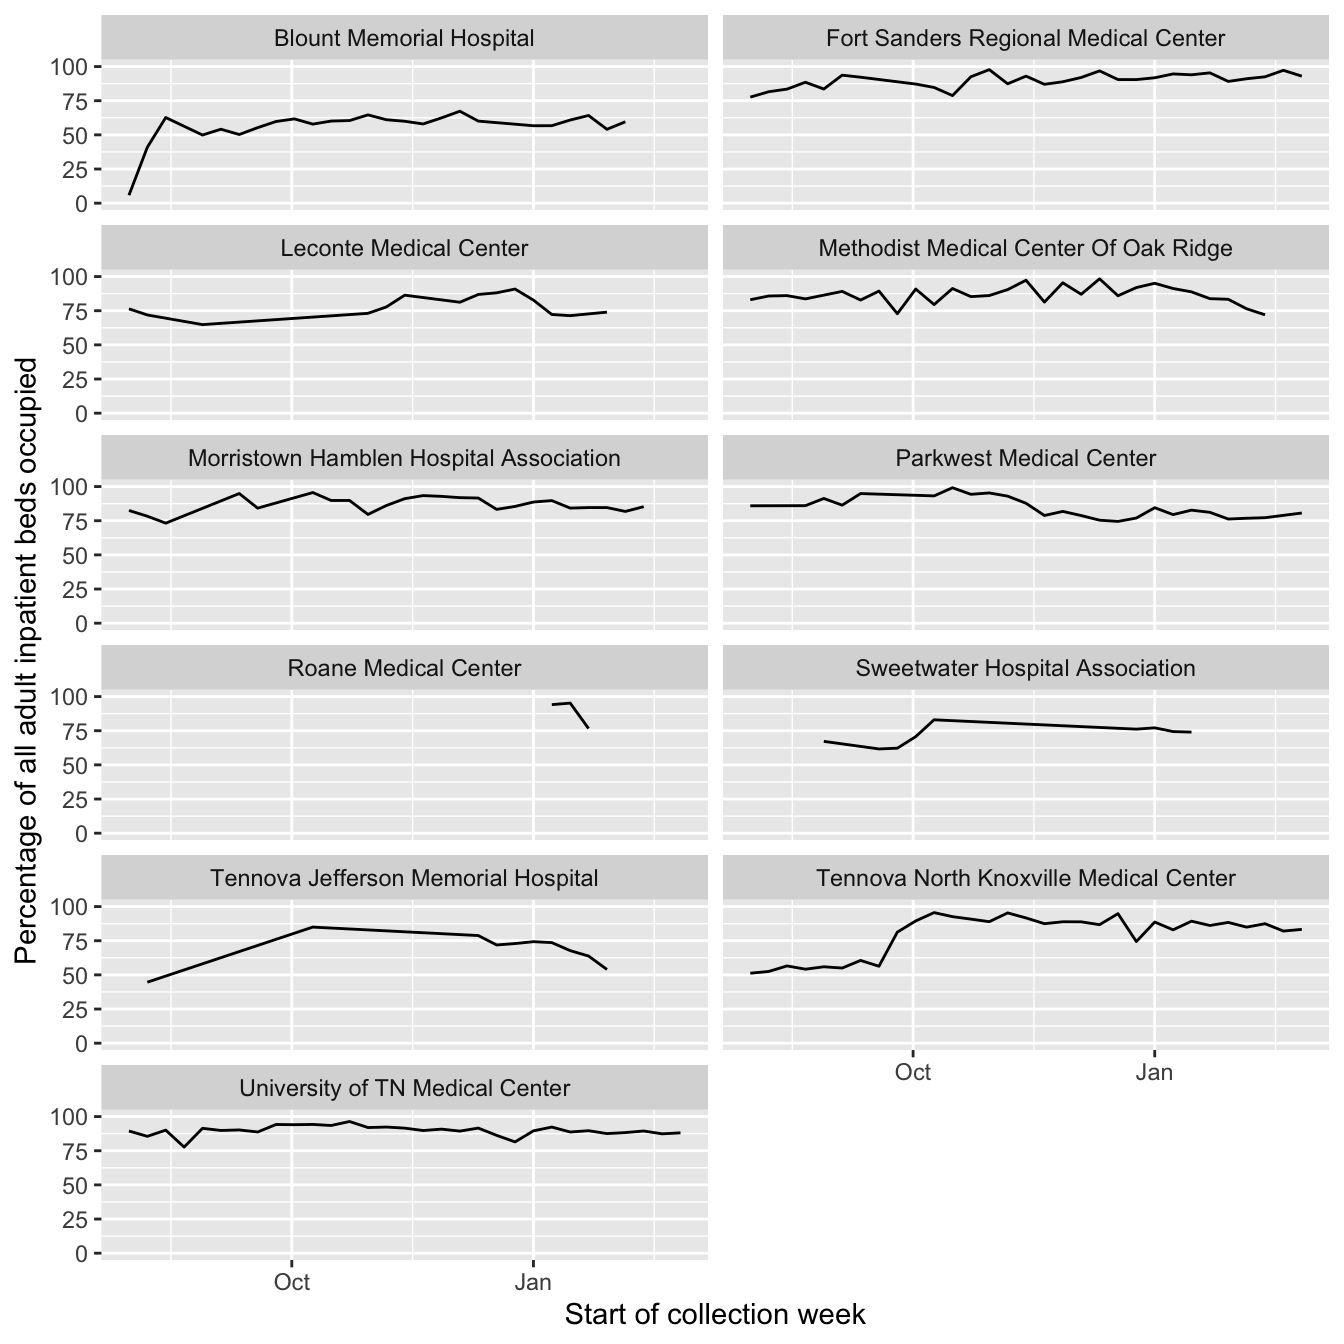 Blount Memorial Hospital
Fort Sanders Regional Medical Center
100
75
50
25
0
Leconte Medical Center
Methodist Medical Center Of Oak Ridge
100
75
50
25
0
Morristown Hamblen Hospital Association
Parkwest Medical Center
100
75
50
25
0
Roane Medical Center
Sweetwater Hospital Association
100
75
50
25
0
Tennova Jefferson Memorial Hospital
Tennova North Knoxville Medical Center
100
75
50
25
0
Oct
Jan
University of TN Medical Center
100
75
50
25
0
Oct
Jan
Start of collection week
Percentage of all adult inpatient beds occupied